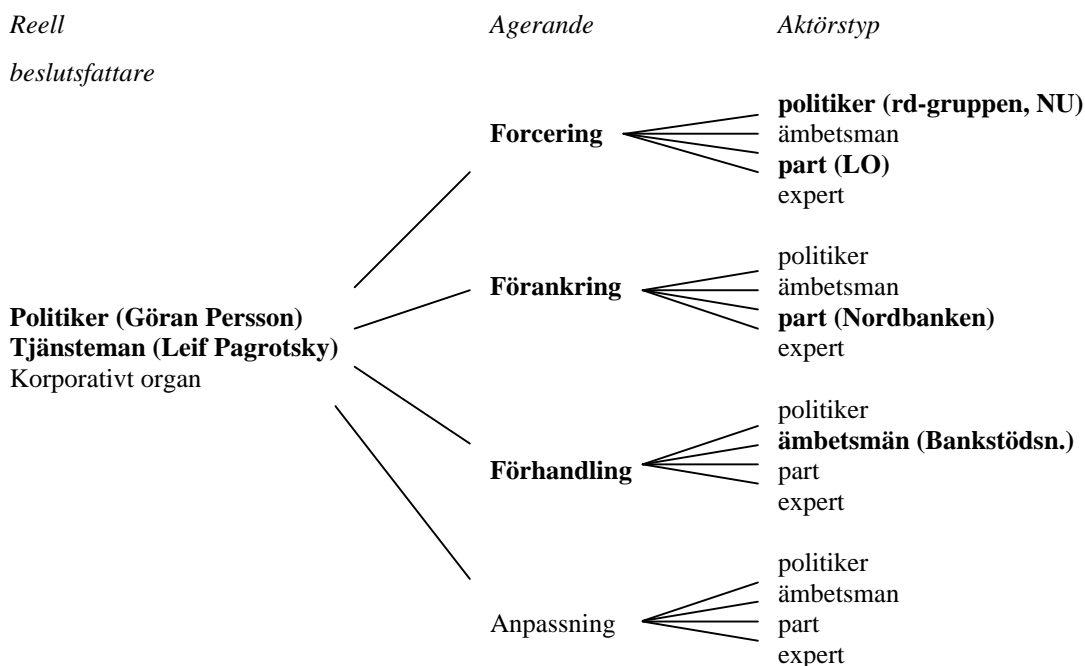 Reell Agerande Aktörstyp
beslutsfattare
politiker (rd-gruppen, NU)
Forcering ämbetsman
part (LO)
expert
politiker
Förankring ämbetsman
Politiker (Göran Persson) part (Nordbanken)
Tjänsteman (Leif Pagrotsky) expert
Korporativt organ
politiker
ämbetsmän (Bankstödsn.)
Förhandling part
expert
politiker
ämbetsman
Anpassning part
expert